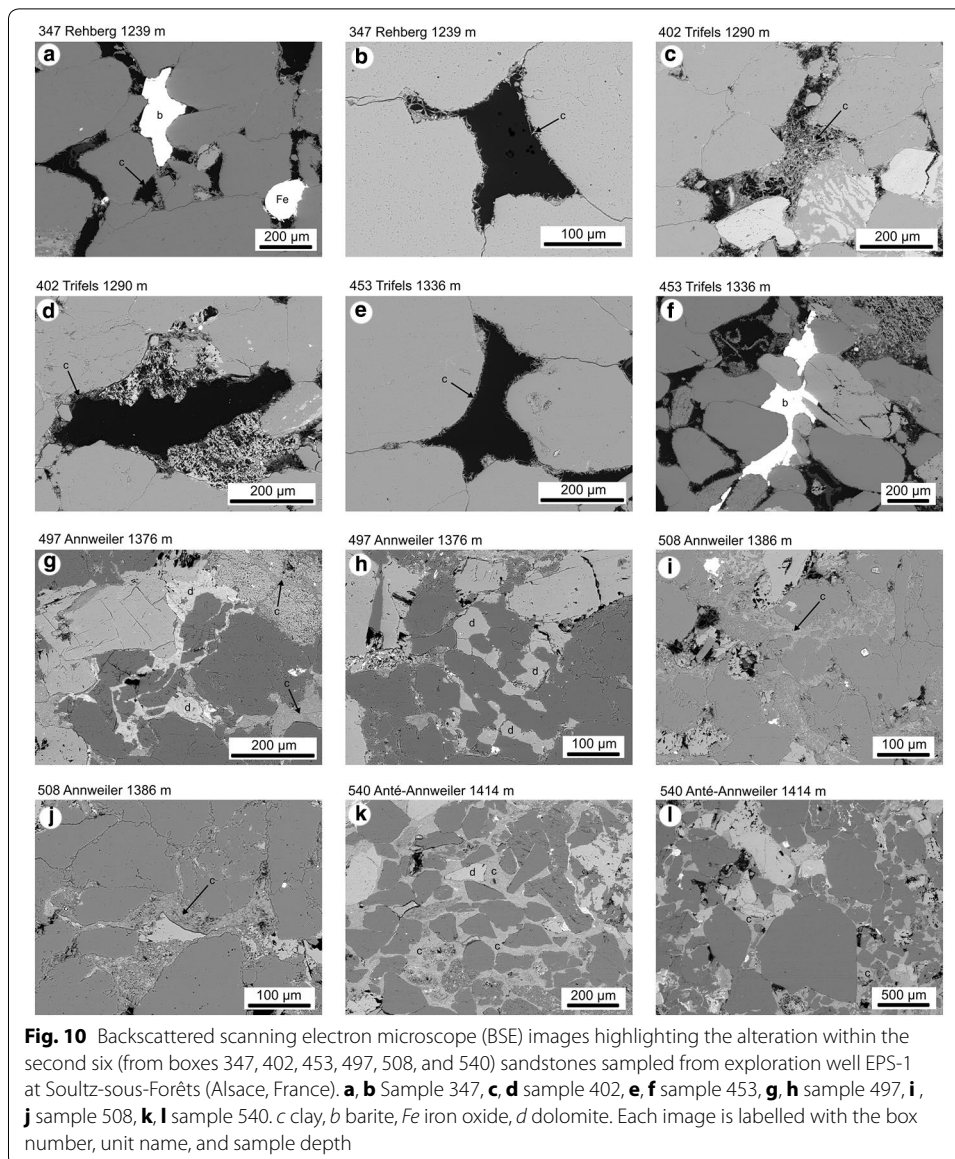 347 Rehberg 1239 m
347 Rehberg 1239 m
402 Trifels 1290 m
a
b
c
Fe
200 µm
b
c
100 µm
c
c
200 µm
402 Trifels 1290 m
453 Trifels 1336 m
453 Trifels 1336 m
d
c
200 µm
e
c
200 µm
f
b
200 µm
497 Annweiler 1376 m
497 Annweiler 1376 m
508 Annweiler 1386 m
g
d
c
d
c
200 µm
h
d
d
d
100 µm
i
c
100 µm
508 Annweiler 1386 m
540 Anté-Annweiler 1414 m
540 Anté-Annweiler 1414 m
j
c
100 µm
k
d
c
c
c
200 µm
l
c
c
500 µm
Fig. 10 Backscattered scanning electron microscope (BSE) images highlighting the alteration within the
second six (from boxes 347, 402, 453, 497, 508, and 540) sandstones sampled from exploration well EPS-1
at Soultz-sous-Forêts (Alsace, France). a, b Sample 347, c, d sample 402, e, f sample 453, g, h sample 497, i ,
j sample 508, k, l sample 540. c clay, b barite, Fe iron oxide, d dolomite. Each image is labelled with the box
number, unit name, and sample depth